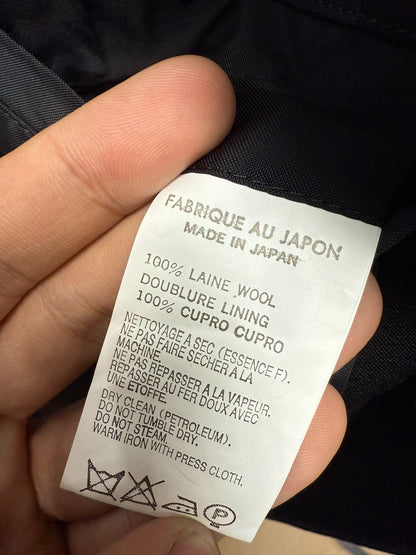 FABRIQUE AU JAPON
MADE IN JAPAN
100% LAINE WOOL
DOUBLURE LINING
100% CUPRO CUPRO
NETTOYAGE A SEC (ESSENCE F).
NE PAS FAIRE SÉCHER A LA
MACHINE.
NE PAS REPASSER A LA VAPEUR.
REPASSER AU FER DOUX AVEC
UNE ETOFFE.
DRY CLEAN (PETROLEUM).
DO NOT TUMBLE DRY.
DO NOT STEAM.
WARM IRON WITH PRESS CLOTH.
P